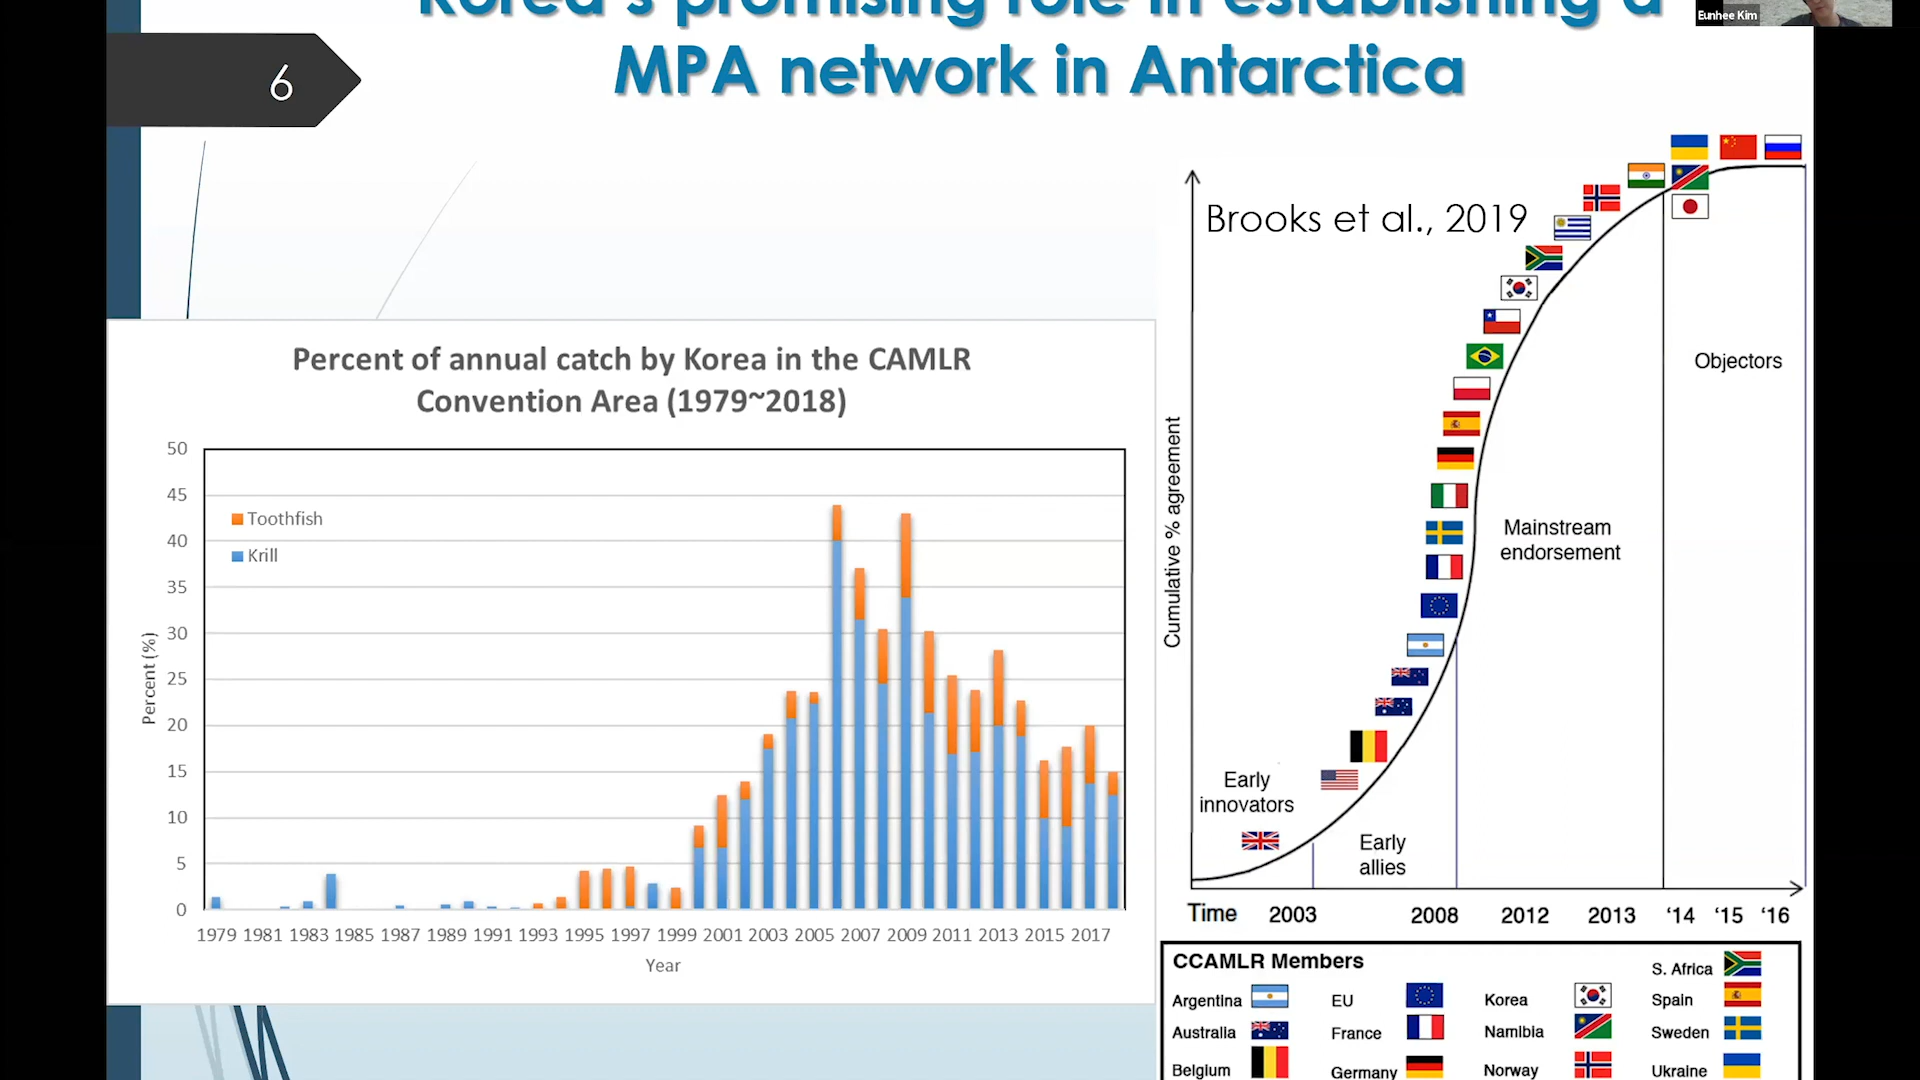 Korea's promising role in establishing a
MPA network in Antarctica
Eunhee Kim
6
Percent of annual catch by Korea in the CAMLR
Convention Area (1979~2018)
50
45
40
35
30
25
20
15
10
5
0
Toothfish
Krill
Percent (%)
1979 1981 1983 1985 1987 1989 1991 1993 1995 1997 1999 2001 2003 2005 2007 2009 2011 2013 2015 2017
Year
Brooks et al., 2019
Cumulative % agreement
Objectors
Mainstream
endorsement
Early
innovators
Early
allies
Time 2003 2008 2012 2013 '14 '15 '16
CCAMLR Members
S. Africa
Argentina EU Korea Spain
Australia France Namibia Sweden
Belgium Germany Norway Ukraine